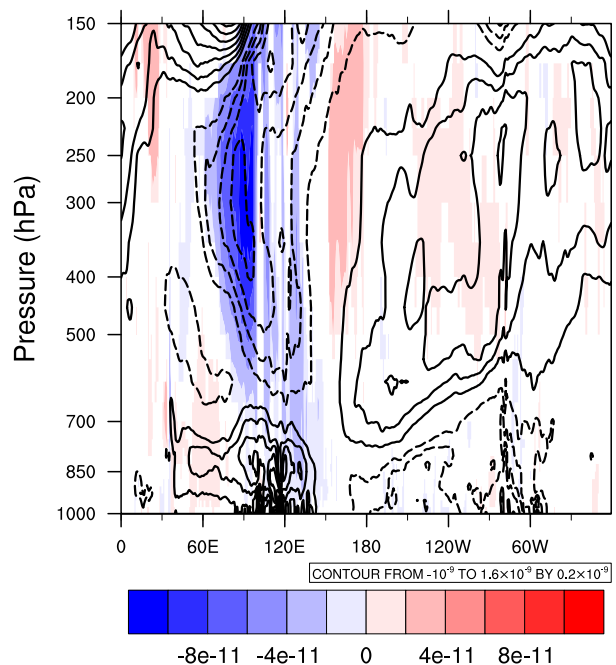 150
200
250
300
400
500
700
850
1000
Pressure (hPa)
0 60E 120E 180 120W 60W
CONTOUR FROM -10⁻⁹ TO 1.6×10⁻⁹ BY 0.2×10⁻⁹
-8e-11 -4e-11 0 4e-11 8e-11